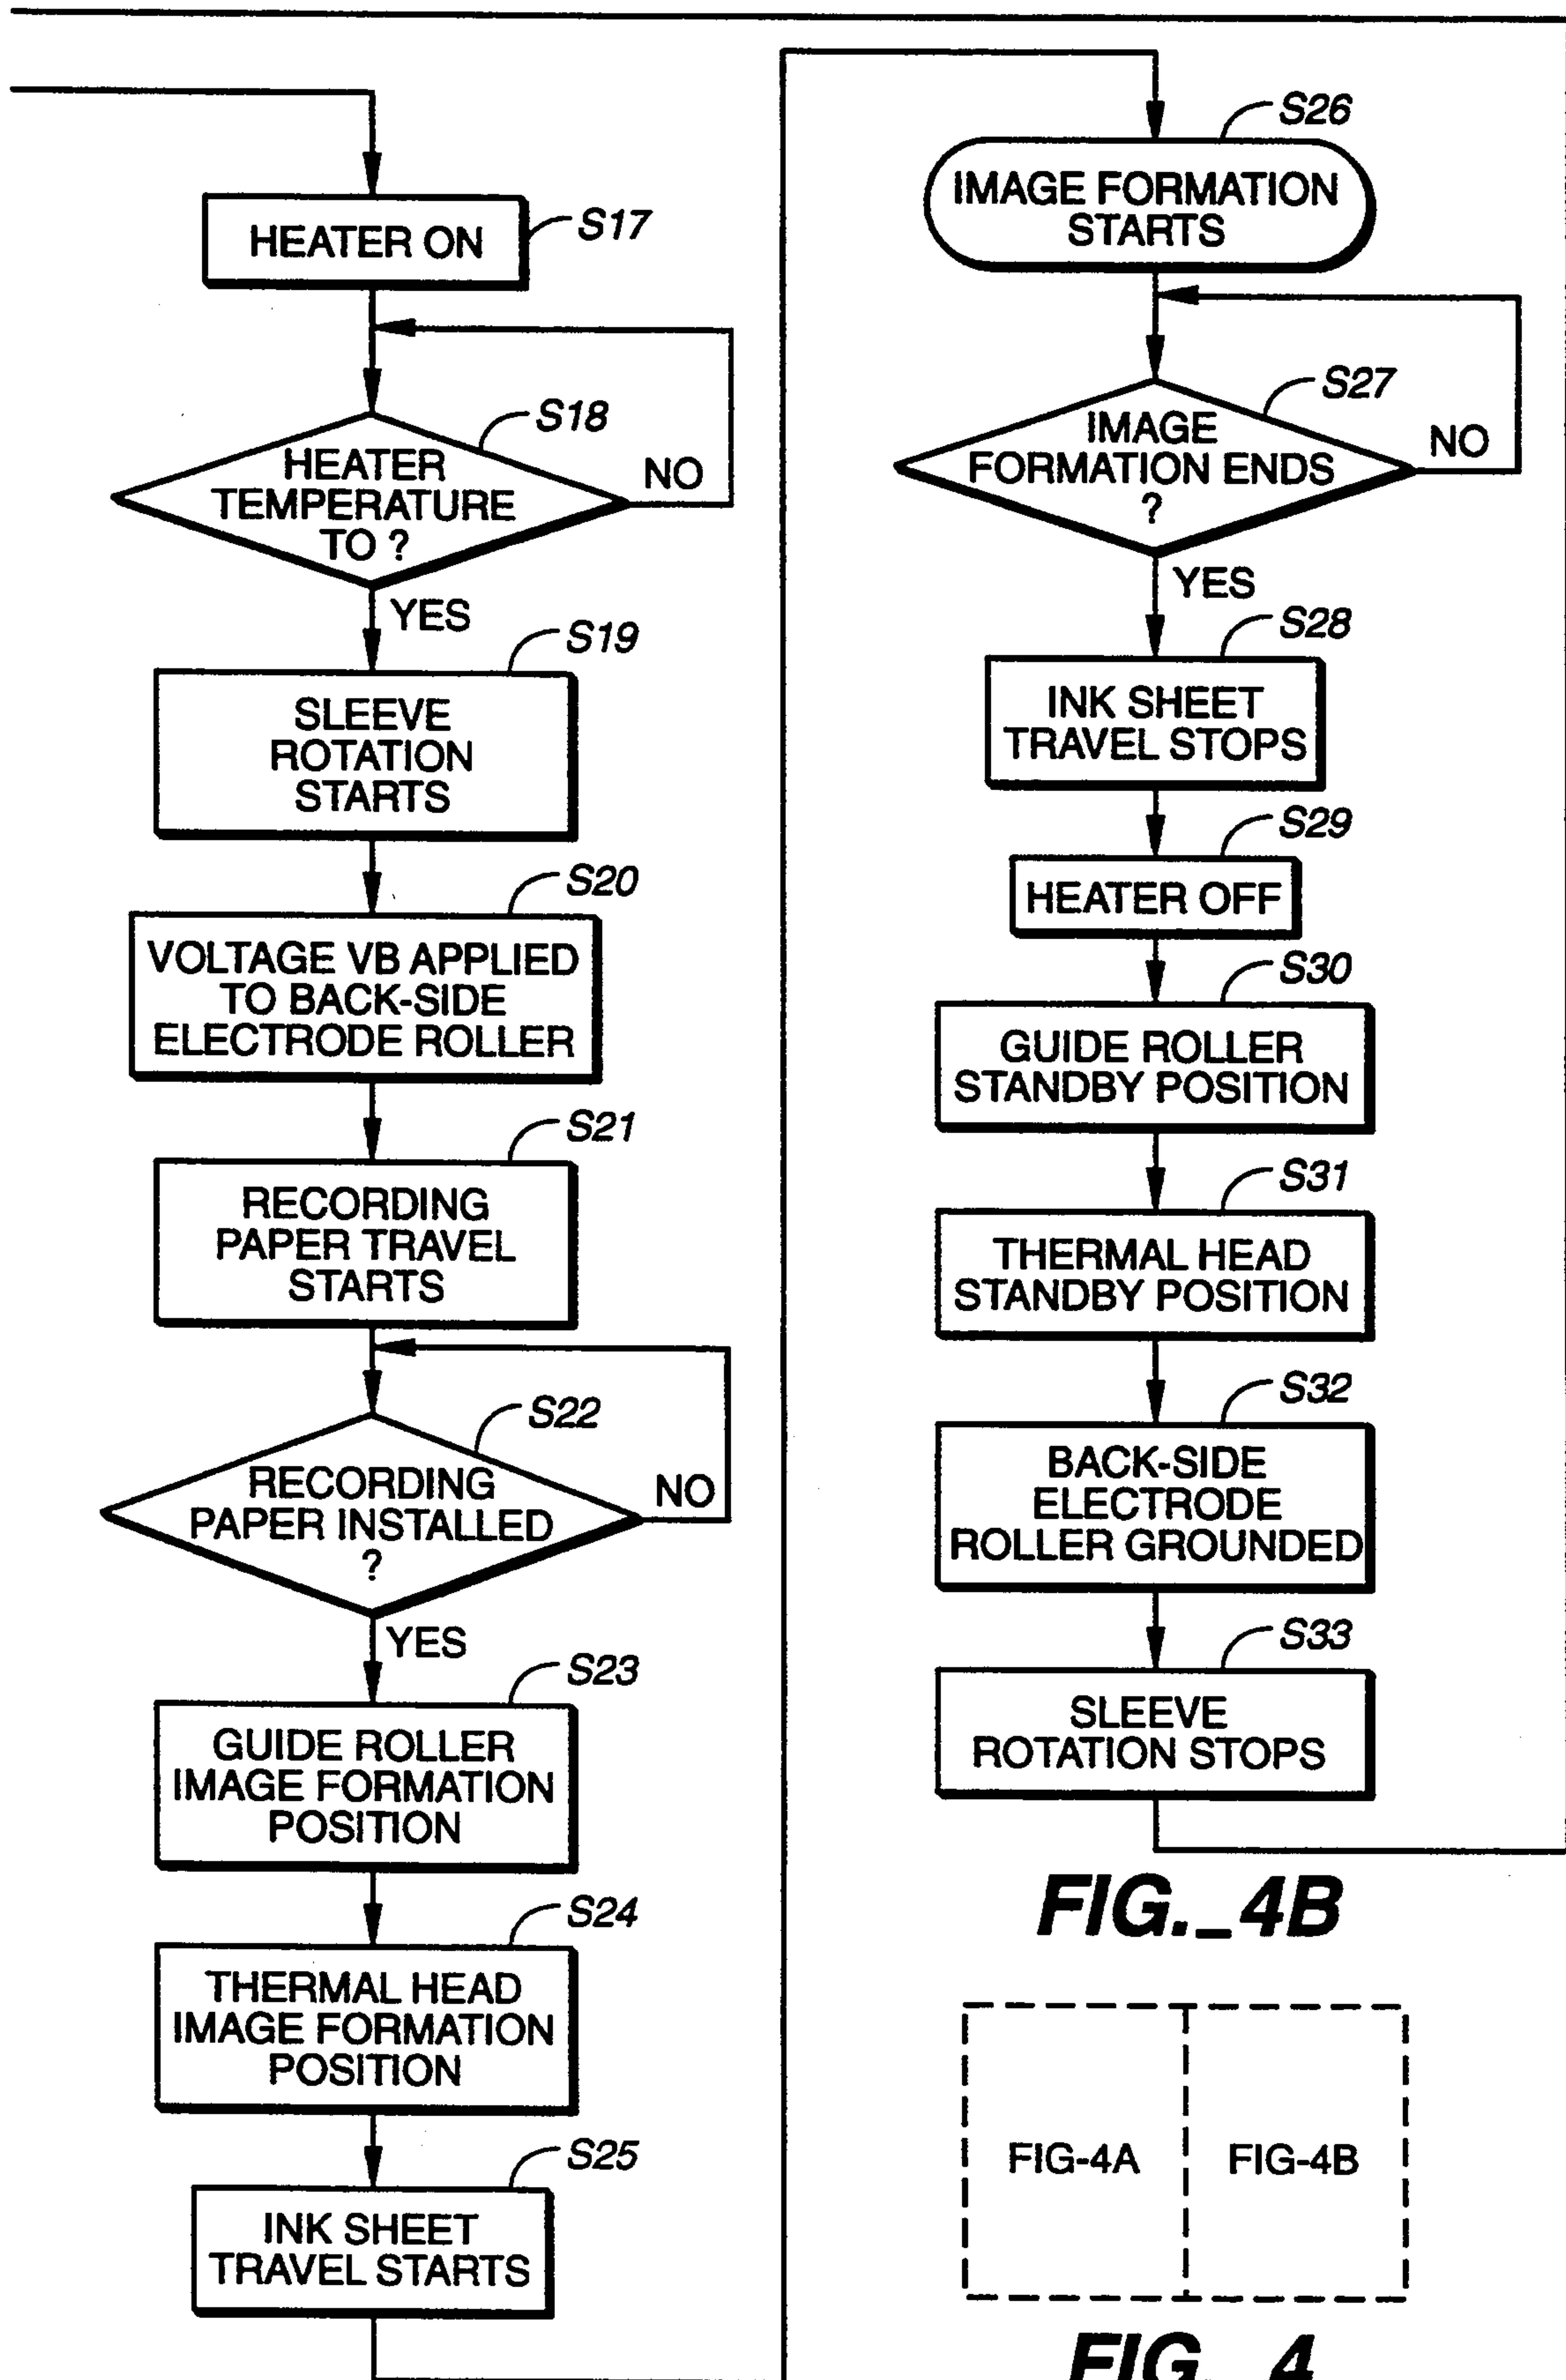 S17
HEATER ON
S18
HEATER
TEMPERATURE
TO ?
NO
YES
S19
SLEEVE
ROTATION
STARTS
S20
VOLTAGE VB APPLIED
TO BACK-SIDE
ELECTRODE ROLLER
S21
RECORDING
PAPER TRAVEL
STARTS
S22
RECORDING
PAPER INSTALLED
?
NO
YES
S23
GUIDE ROLLER
IMAGE FORMATION
POSITION
S24
THERMAL HEAD
IMAGE FORMATION
POSITION
S25
INK SHEET
TRAVEL STARTS
S26
IMAGE FORMATION
STARTS
S27
IMAGE
FORMATION ENDS
?
NO
YES
S28
INK SHEET
TRAVEL STOPS
S29
HEATER OFF
S30
GUIDE ROLLER
STANDBY POSITION
S31
THERMAL HEAD
STANDBY POSITION
S32
BACK-SIDE
ELECTRODE
ROLLER GROUNDED
S33
SLEEVE
ROTATION STOPS
FIG._4B
FIG-4A FIG-4B
FIG._4